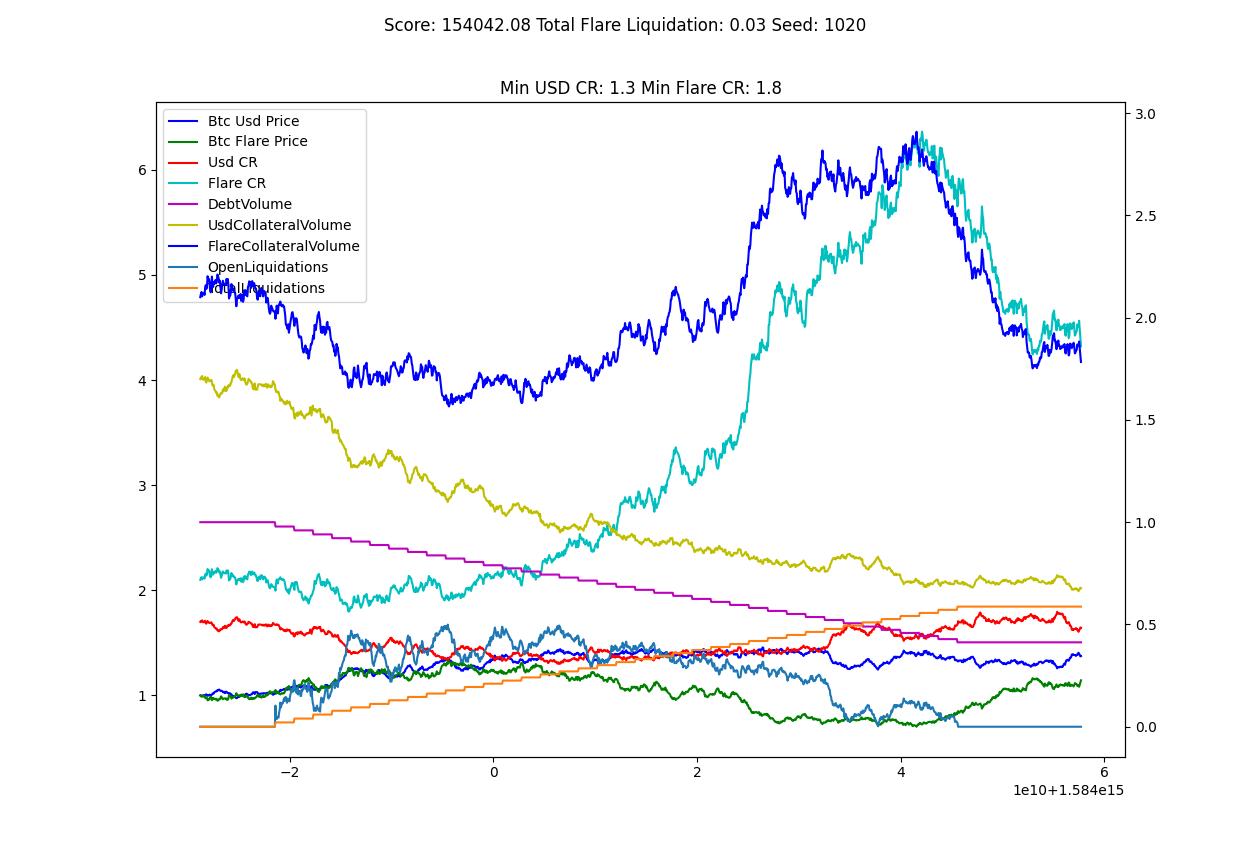 Score: 154042.08 Total Flare Liquidation: 0.03 Seed: 1020
Min USD CR: 1.3 Min Flare CR: 1.8
Btc Usd Price
Btc Flare Price
Usd CR
Flare CR
DebtVolume
UsdCollateralVolume
FlareCollateralVolume
OpenLiquidations
TotalLiquidations
6
5
4
3
2
1
3.0
2.5
2.0
1.5
1.0
0.5
0.0
−2
0
2
4
6
1e10+1.584e15